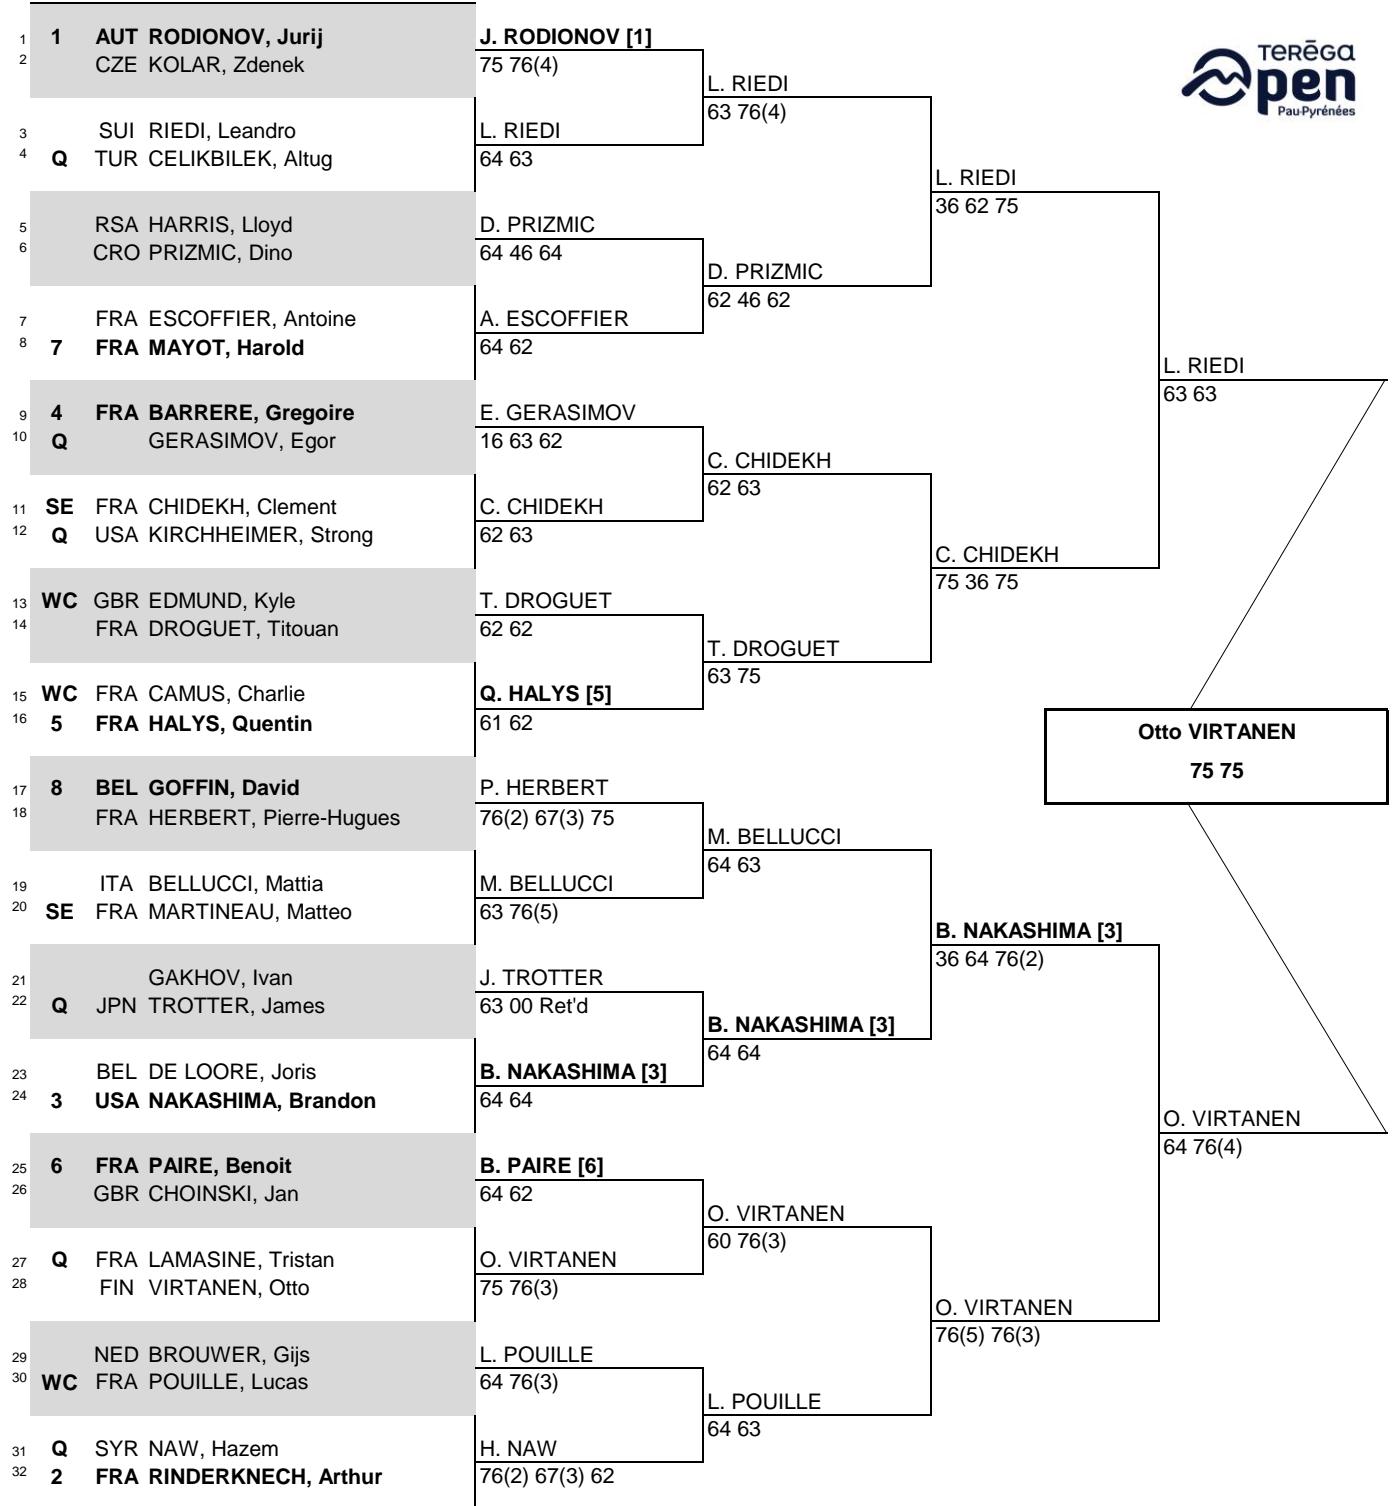 TERĒGA
Open
Pau-Pyrénées
1 1 AUT RODIONOV, Jurij
2 CZE KOLAR, Zdenek
3 SUI RIEDI, Leandro
4 Q TUR CELIKBILEK, Altug
5 RSA HARRIS, Lloyd
6 CRO PRIZMIC, Dino
7 FRA ESCOFFIER, Antoine
8 7 FRA MAYOT, Harold
9 4 FRA BARRERE, Gregoire
10 Q GERASIMOV, Egor
11 SE FRA CHIDEKH, Clement
12 Q USA KIRCHHEIMER, Strong
13 WC GBR EDMUND, Kyle
14 FRA DROGUET, Titouan
15 WC FRA CAMUS, Charlie
16 5 FRA HALYS, Quentin
17 8 BEL GOFFIN, David
18 FRA HERBERT, Pierre-Hugues
19 ITA BELLUCCI, Mattia
20 SE FRA MARTINEAU, Matteo
21 GAKHOV, Ivan
22 Q JPN TROTTER, James
23 BEL DE LOORE, Joris
24 3 USA NAKASHIMA, Brandon
25 6 FRA PAIRE, Benoit
26 GBR CHOINSKI, Jan
27 Q FRA LAMASINE, Tristan
28 FIN VIRTANEN, Otto
29 NED BROUWER, Gijs
30 WC FRA POUILLE, Lucas
31 Q SYR NAW, Hazem
32 2 FRA RINDERKNECH, Arthur
J. RODIONOV [1]
75 76(4)
L. RIEDI
64 63
D. PRIZMIC
64 46 64
A. ESCOFFIER
64 62
E. GERASIMOV
16 63 62
C. CHIDEKH
62 63
T. DROGUET
62 62
Q. HALYS [5]
61 62
P. HERBERT
76(2) 67(3) 75
M. BELLUCCI
63 76(5)
J. TROTTER
63 00 Ret'd
B. NAKASHIMA [3]
64 64
B. PAIRE [6]
64 62
O. VIRTANEN
75 76(3)
L. POUILLE
64 76(3)
H. NAW
76(2) 67(3) 62
L. RIEDI
63 76(4)
D. PRIZMIC
62 46 62
C. CHIDEKH
62 63
T. DROGUET
63 75
M. BELLUCCI
64 63
B. NAKASHIMA [3]
64 64
O. VIRTANEN
60 76(3)
L. POUILLE
64 63
L. RIEDI
36 62 75
C. CHIDEKH
75 36 75
B. NAKASHIMA [3]
36 64 76(2)
O. VIRTANEN
76(5) 76(3)
L. RIEDI
63 63
O. VIRTANEN
64 76(4)
Otto VIRTANEN
75 75